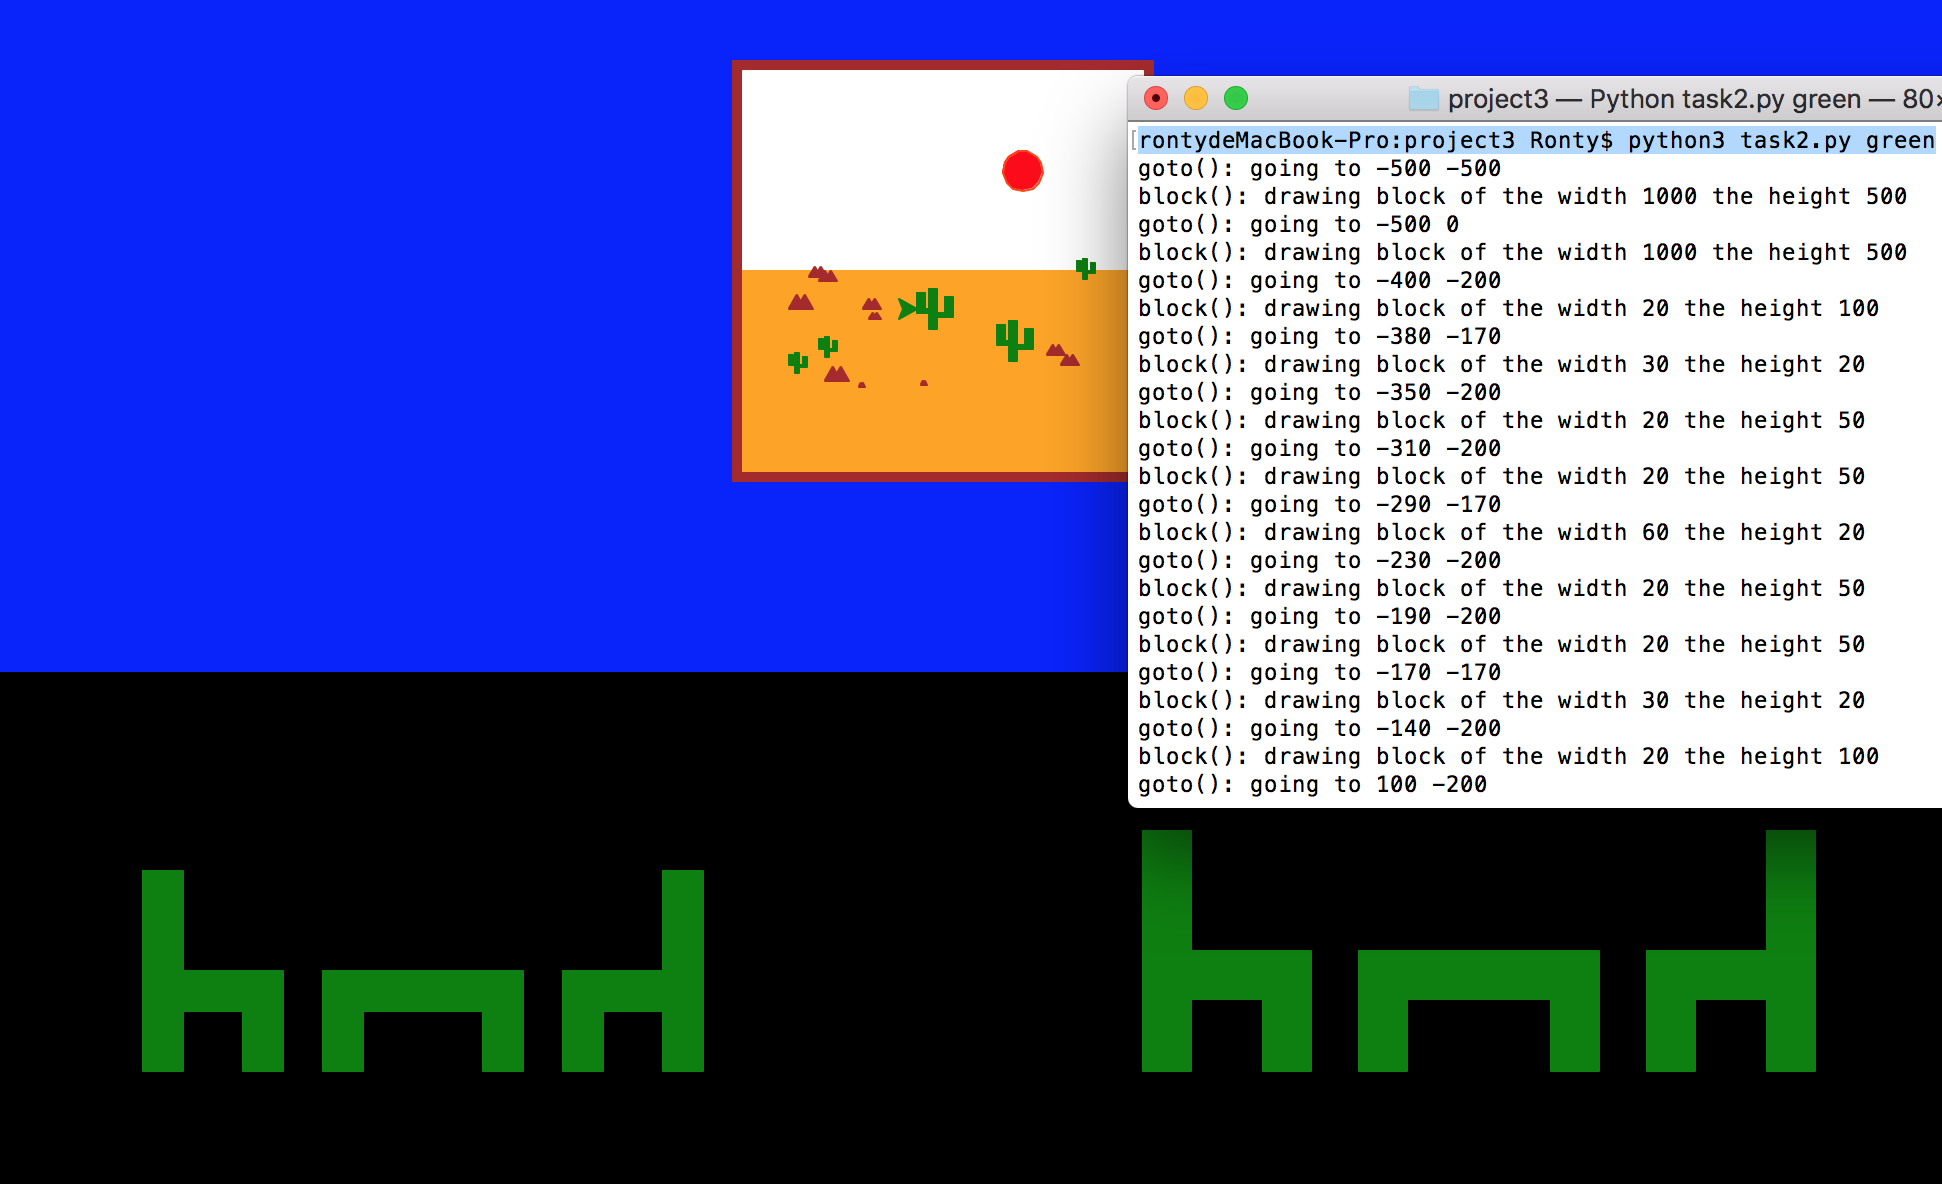 project3 — Python task2.py green — 80×
rontydeMacBook-Pro:project3 Ronty$ python3 task2.py green
goto(): going to -500 -500
block(): drawing block of the width 1000 the height 500
goto(): going to -500 0
block(): drawing block of the width 1000 the height 500
goto(): going to -400 -200
block(): drawing block of the width 20 the height 100
goto(): going to -380 -170
block(): drawing block of the width 30 the height 20
goto(): going to -350 -200
block(): drawing block of the width 20 the height 50
goto(): going to -310 -200
block(): drawing block of the width 20 the height 50
goto(): going to -290 -170
block(): drawing block of the width 60 the height 20
goto(): going to -230 -200
block(): drawing block of the width 20 the height 50
goto(): going to -190 -200
block(): drawing block of the width 20 the height 50
goto(): going to -170 -170
block(): drawing block of the width 30 the height 20
goto(): going to -140 -200
block(): drawing block of the width 20 the height 100
goto(): going to 100 -200